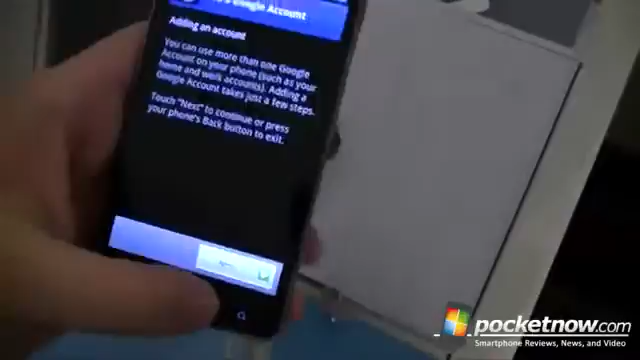 Google Account
Adding an account
You can use more than one Google
Account on your phone (such as your
home and work accounts). Adding a
Google Account takes just a few steps.
Touch "Next" to continue or press
your phone's Back button to exit.
pocketnow.com
Smartphone Reviews, News, and Video